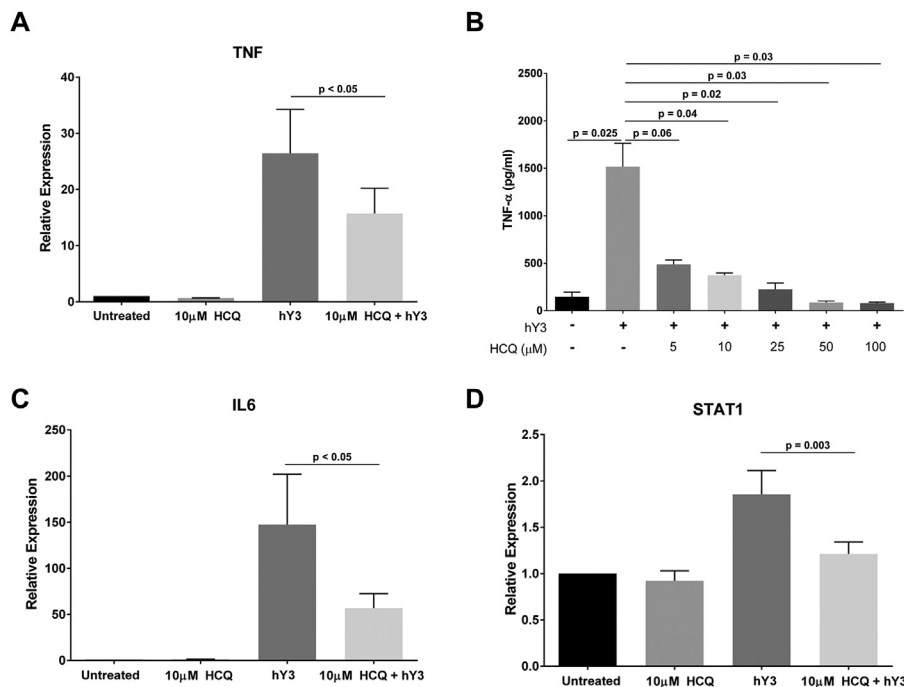 A
TNF
Relative Expression
40
30
20
10
0
p < 0.05
Untreated
10μM HCQ
hY3
10μM HCQ + hY3
B
TNF-α (pg/ml)
2500
2000
1500
1000
500
0
p = 0.03
p = 0.03
p = 0.02
p = 0.04
p = 0.025
p = 0.06
hY3 - + + + + + +
HCQ (μM) - - 5 10 25 50 100
C
IL6
Relative Expression
250
200
150
100
50
0
p < 0.05
Untreated
10μM HCQ
hY3
10μM HCQ + hY3
D
STAT1
Relative Expression
2.5
2.0
1.5
1.0
0.5
0.0
p = 0.003
Untreated
10μM HCQ
hY3
10μM HCQ + hY3